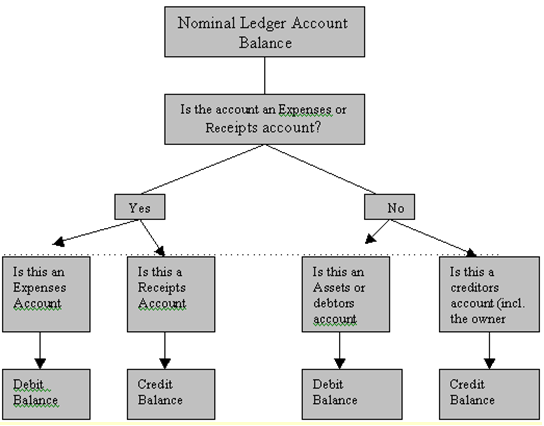 Nominal Ledger Account
Balance
Is the account an Expenses or
Receipts account?
Yes
No
Is this an
Expenses
Account
Is this a
Receipts
Account
Is this an
Assets or
debtors
account
Is this a
creditors
account (incl.
the owner
Debit
Balance
Credit
Balance
Debit
Balance
Credit
Balance